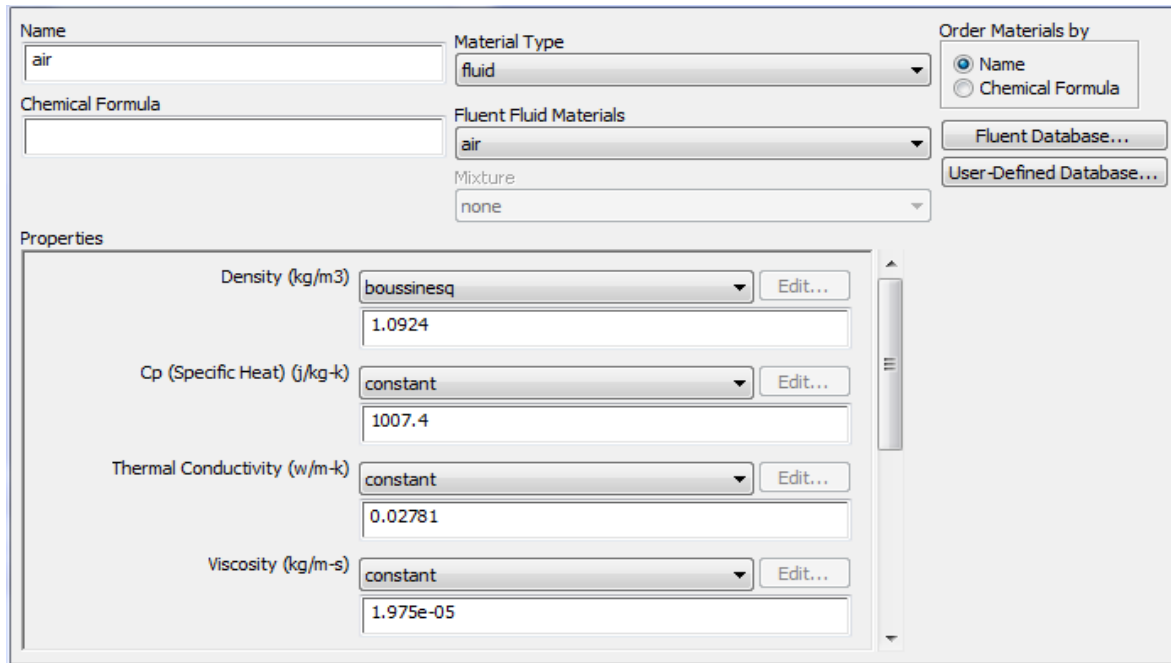 Name
air
Chemical Formula
Material Type
fluid
Fluent Fluid Materials
air
Mixture
none
Order Materials by
Name
Chemical Formula
Fluent Database...
User-Defined Database...
Properties
Density (kg/m3)
boussinesq
Edit...
1.0924
Cp (Specific Heat) (j/kg-k)
constant
Edit...
1007.4
Thermal Conductivity (w/m-k)
constant
Edit...
0.02781
Viscosity (kg/m-s)
constant
Edit...
1.975e-05